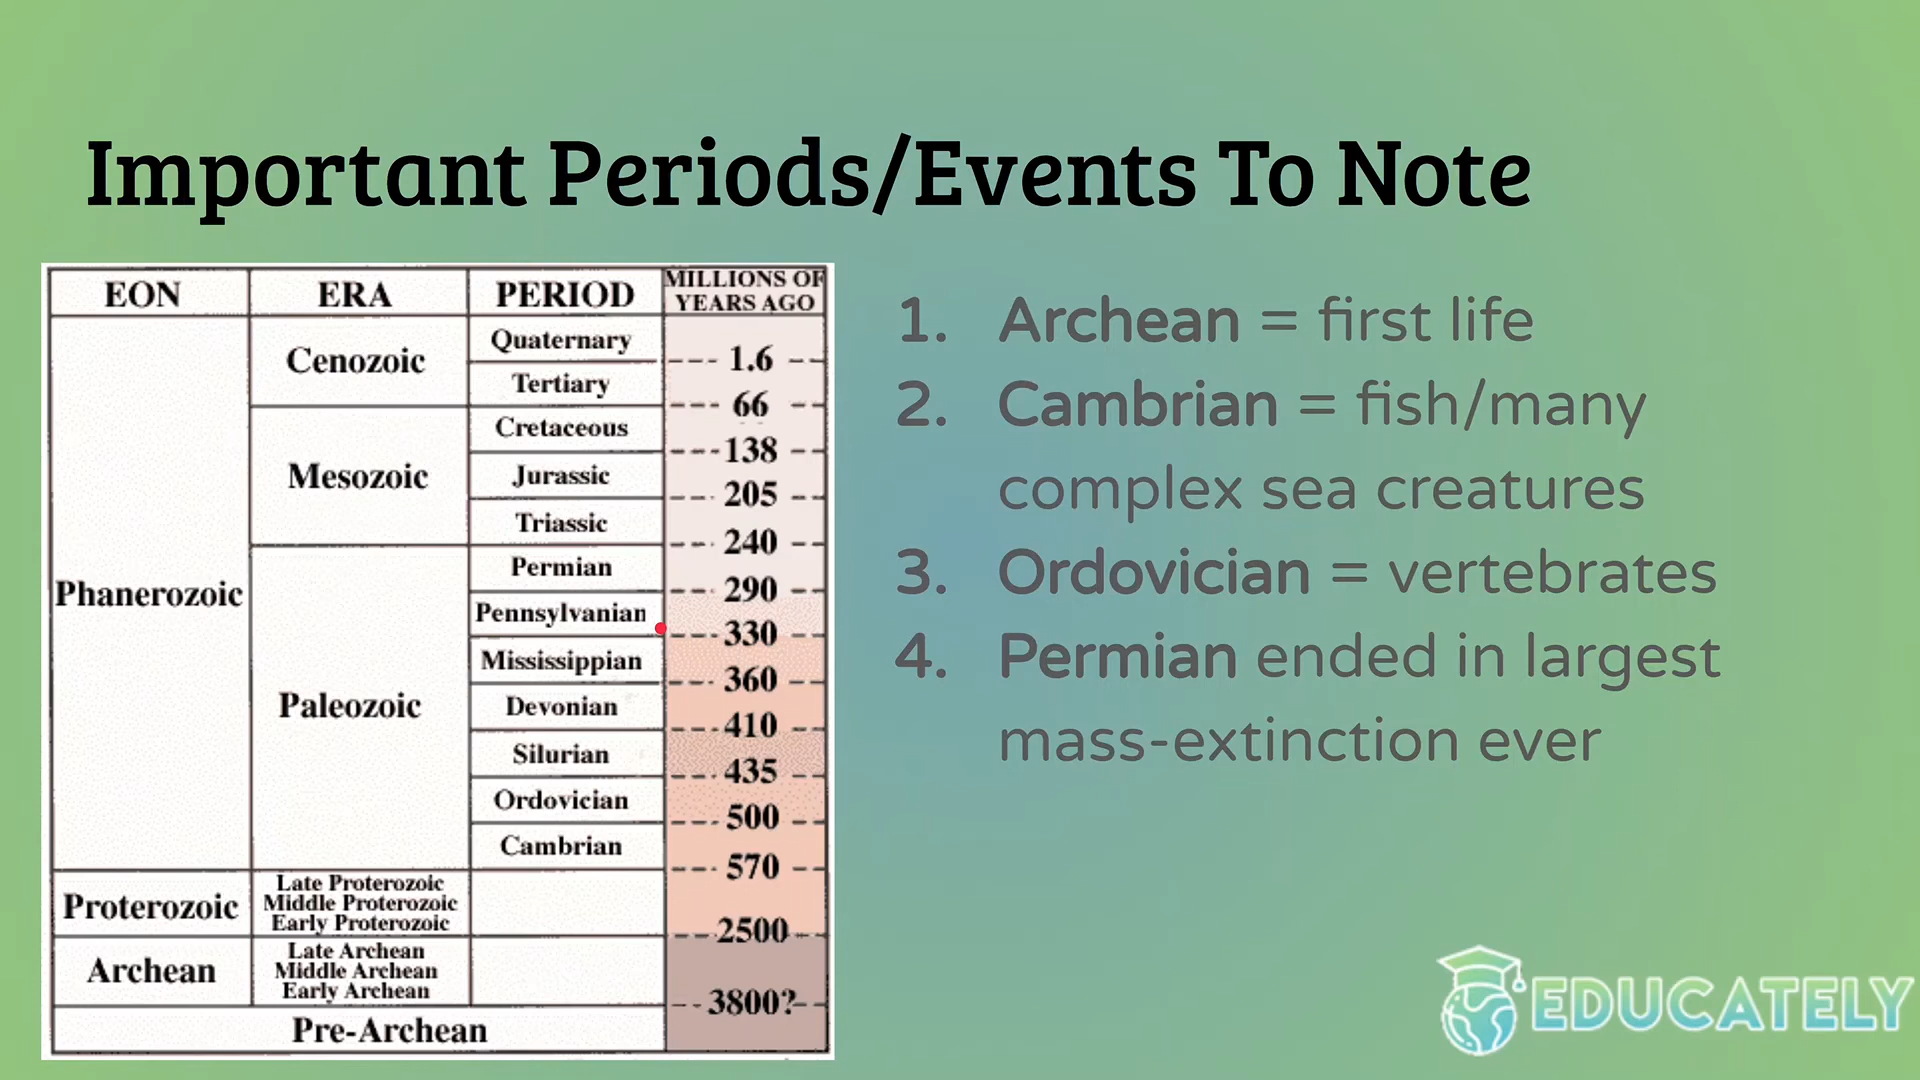 Important Periods/Events To Note
EON ERA PERIOD MILLIONS OF YEARS AGO
Quaternary
Cenozoic
1.6
Tertiary
66
Cretaceous
138
Mesozoic
Jurassic
205
Triassic
240
Permian
290
Phanerozoic
Pennsylvanian
330
Mississippian
360
Paleozoic
Devonian
410
Silurian
435
Ordovician
500
Cambrian
570
Late Proterozoic
Proterozoic
Middle Proterozoic
Early Proterozoic
2500
Late Archean
Archean
Middle Archean
Early Archean
3800?
Pre-Archean
1. Archean = first life
2. Cambrian = fish/many
complex sea creatures
3. Ordovician = vertebrates
4. Permian ended in largest
mass-extinction ever
EDUCATELY